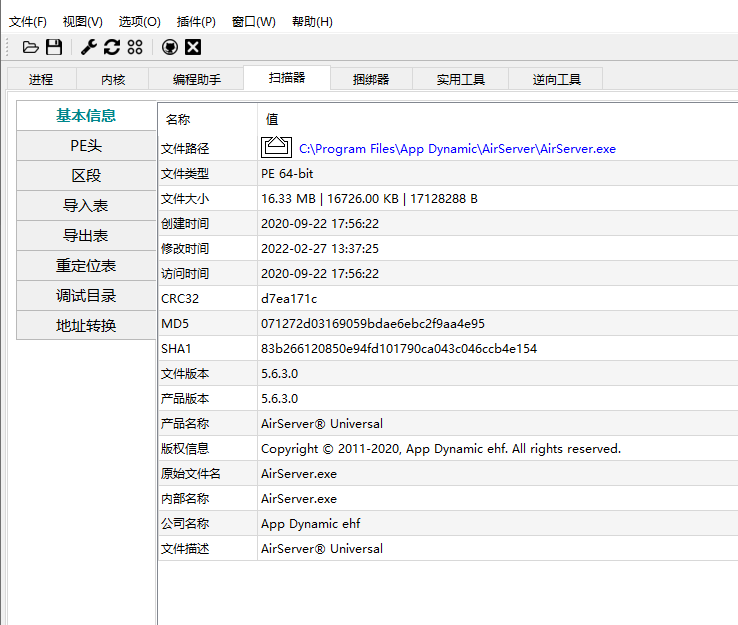 文件(F) 视图(V) 选项(O) 插件(P) 窗口(W) 帮助(H)
进程 内核 编程助手 扫描器 捆绑器 实用工具 逆向工具
基本信息
PE头
区段
导入表
导出表
重定位表
调试目录
地址转换
名称 值
文件路径 C:\Program Files\App Dynamic\AirServer\AirServer.exe
文件类型 PE 64-bit
文件大小 16.33 MB | 16726.00 KB | 17128288 B
创建时间 2020-09-22 17:56:22
修改时间 2022-02-27 13:37:25
访问时间 2020-09-22 17:56:22
CRC32 d7ea171c
MD5 071272d03169059bdae6ebc2f9aa4e95
SHA1 83b266120850e94fd101790ca043c046ccb4e154
文件版本 5.6.3.0
产品版本 5.6.3.0
产品名称 AirServer® Universal
版权信息 Copyright © 2011-2020, App Dynamic ehf. All rights reserved.
原始文件名 AirServer.exe
内部名称 AirServer.exe
公司名称 App Dynamic ehf
文件描述 AirServer® Universal